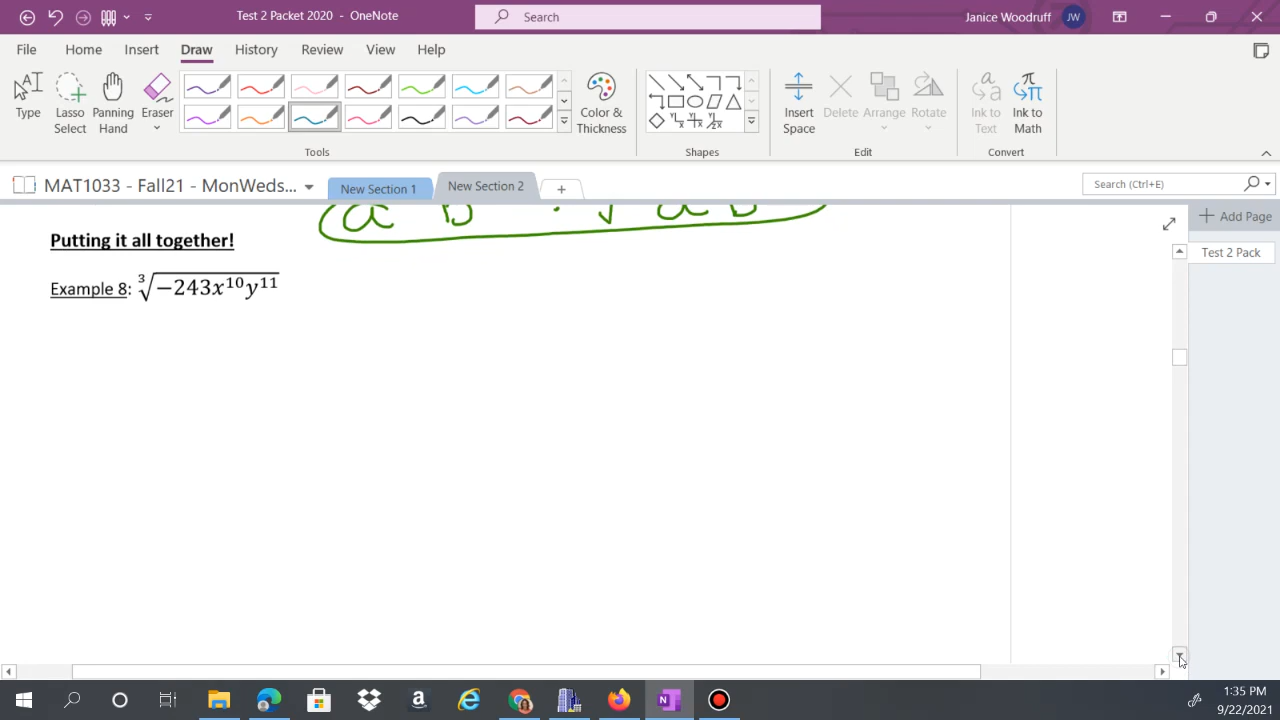 Test 2 Packet 2020 - OneNote
Search
Janice Woodruff
JW
File Home Insert Draw History Review View Help
Type
Lasso Select
Panning Hand
Eraser
Color & Thickness
Insert Space
Delete
Arrange
Rotate
Ink to Text
Ink to Math
Tools
Shapes
Edit
Convert
MAT1033 - Fall21 - MonWeds...
New Section 1
New Section 2
Search (Ctrl+E)
Add Page
Test 2 Pack
Putting it all together!
Example 8: ∛−243x¹⁰y¹¹
1:35 PM
9/22/2021